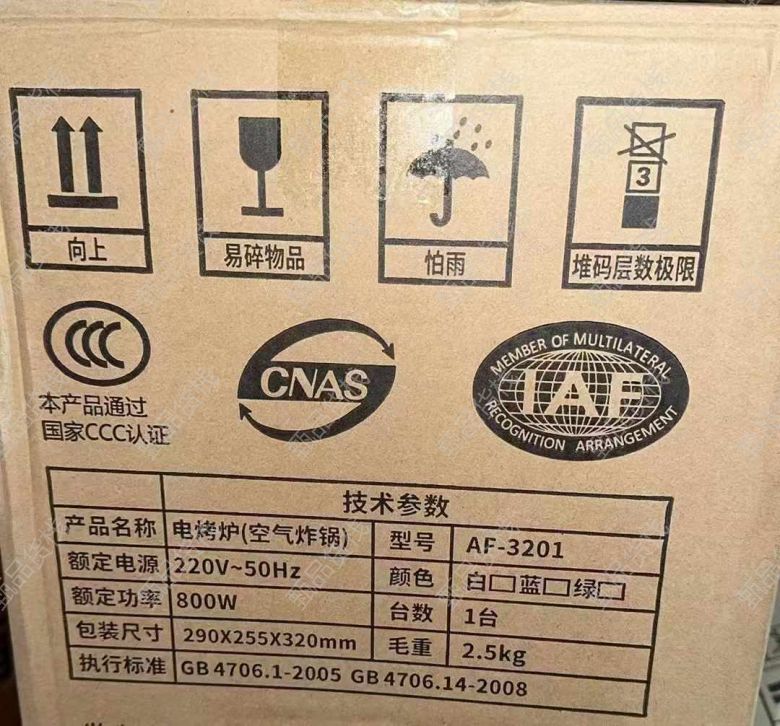 向上 易碎物品 怕雨 3 堆码层数极限
CCC
本产品通过
国家CCC认证
CNAS
MEMBER OF MULTILATERAL
IAF
RECOGNITION ARRANGEMENT
技术参数
产品名称 电烤炉(空气炸锅) 型号 AF-3201
额定电源 220V~50Hz 颜色 白□蓝□绿□
额定功率 800W 台数 1台
包装尺寸 290X255X320mm 毛重 2.5kg
执行标准 GB 4706.1-2005 GB 4706.14-2008